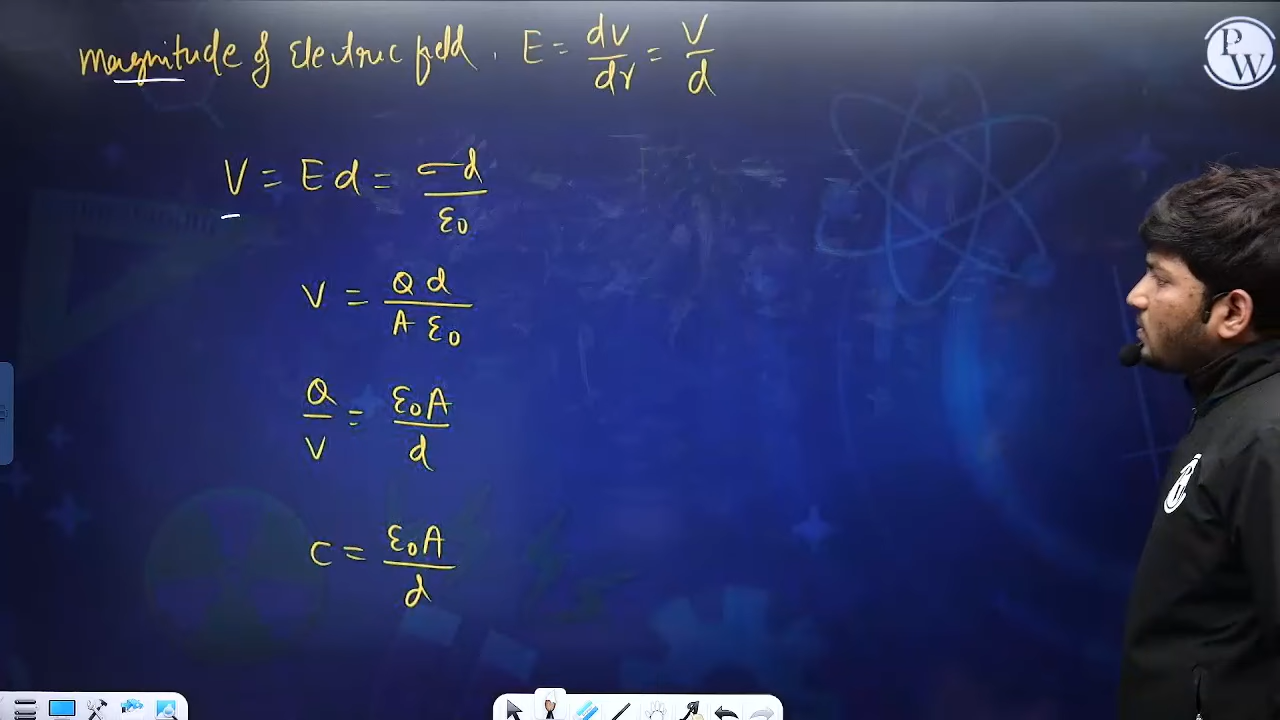 magnitude of Electric field. E = dv/dr = V/d
PW
V = Ed = σd/ε0
V = Qd/Aε0
Q/V = ε0A/d
C = ε0A/d